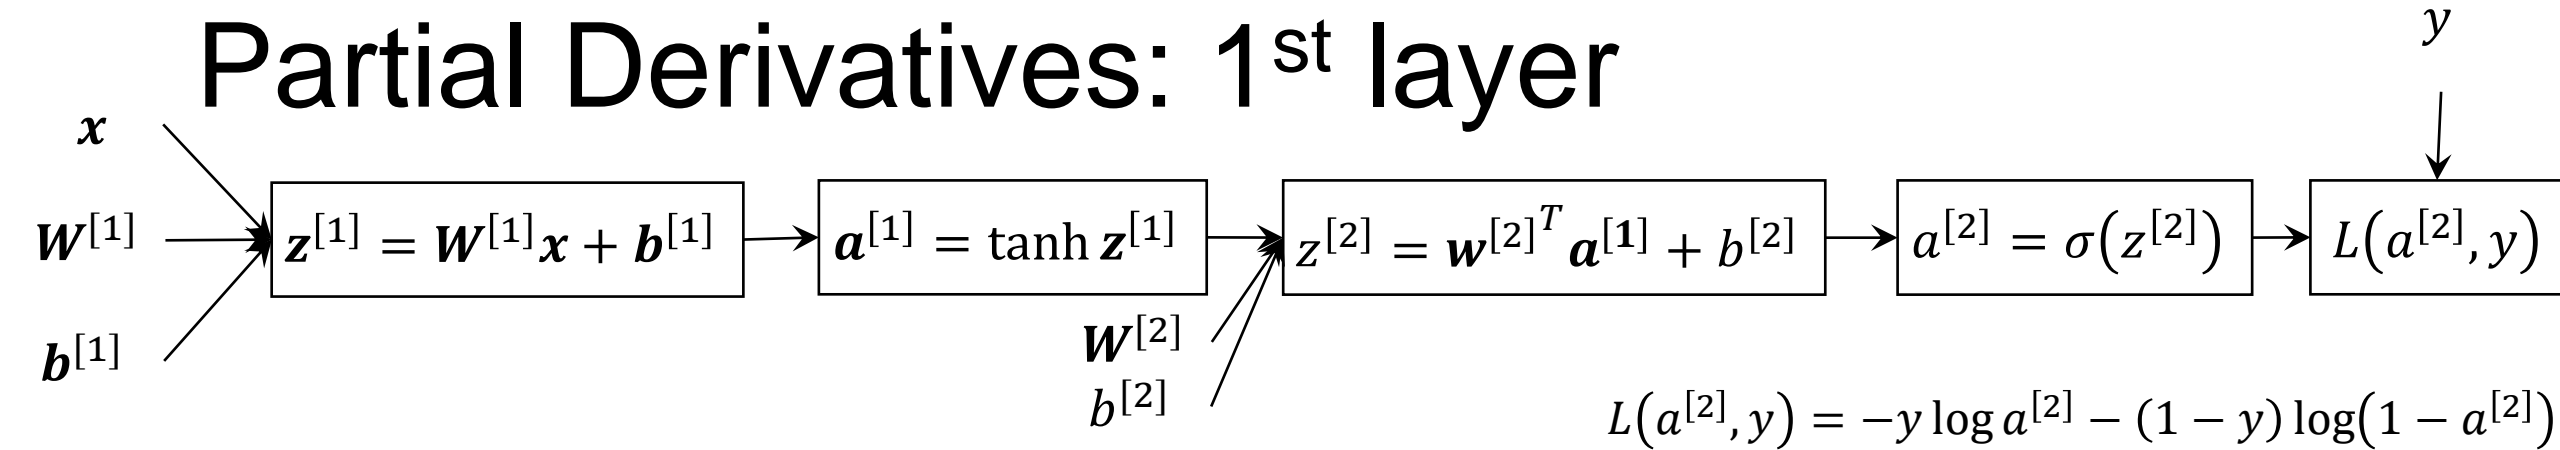 Partial Derivatives: 1st layer
y
x
W^[1]
b^[1]
z^[1] = W^[1]x + b^[1]
a^[1] = tanh z^[1]
z^[2] = w^[2]^T a^[1] + b^[2]
a^[2] = σ(z^[2])
L(a^[2], y)
W^[2]
b^[2]
L(a^[2], y) = −y log a^[2] − (1 − y) log(1 − a^[2])